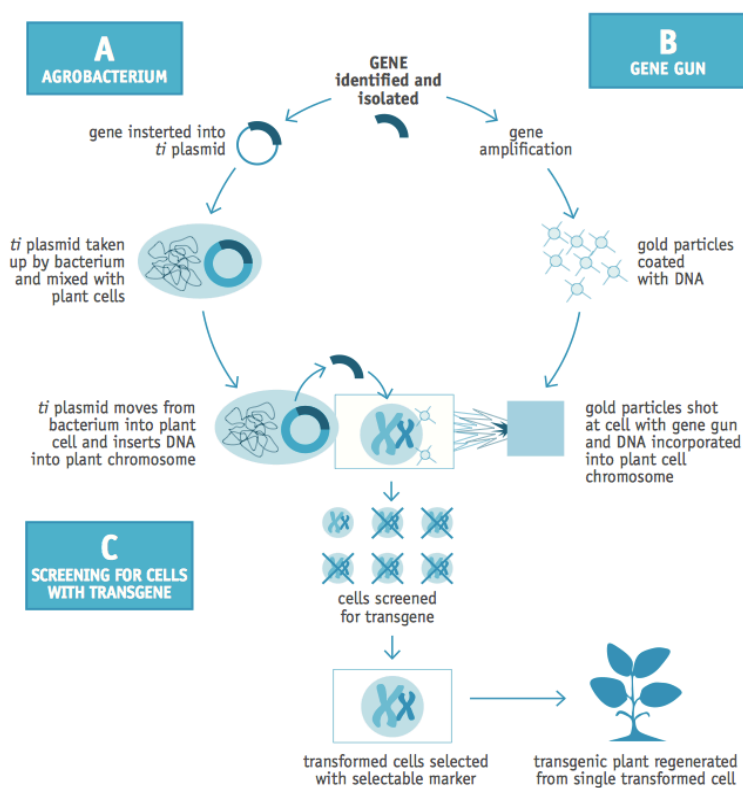 A
AGROBACTERIUM
B
GENE GUN
GENE
identified and
isolated
gene insterted into
ti plasmid
gene
amplification
ti plasmid taken
up by bacterium
and mixed with
plant cells
gold particles
coated
with DNA
ti plasmid moves from
bacterium into plant
cell and inserts DNA
into plant chromosome
gold particles shot
at cell with gene gun
and DNA incorporated
into plant cell
chromosome
C
SCREENING FOR CELLS
WITH TRANSGENE
cells screened
for transgene
transformed cells selected
with selectable marker
transgenic plant regenerated
from single transformed cell